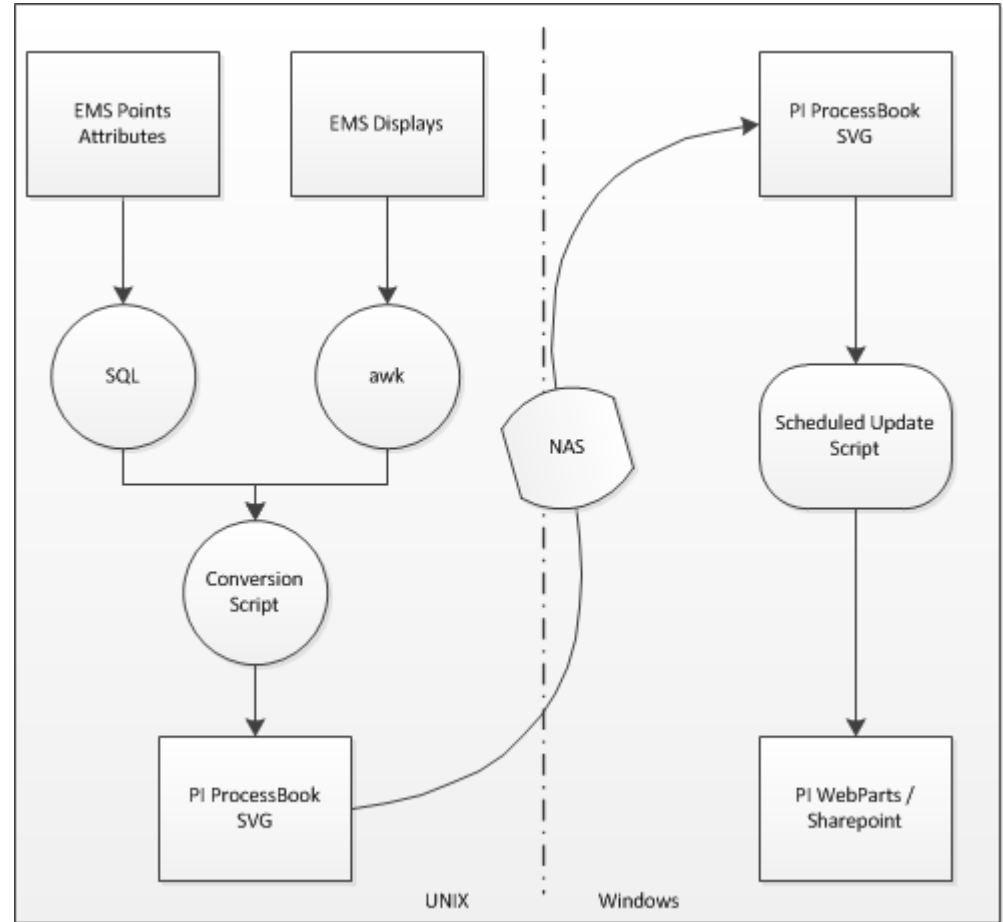 EMS Points
Attributes
EMS Displays
SQL
awk
Conversion
Script
PI ProcessBook
SVG
NAS
PI ProcessBook
SVG
Scheduled Update
Script
PI WebParts /
Sharepoint
UNIX
Windows